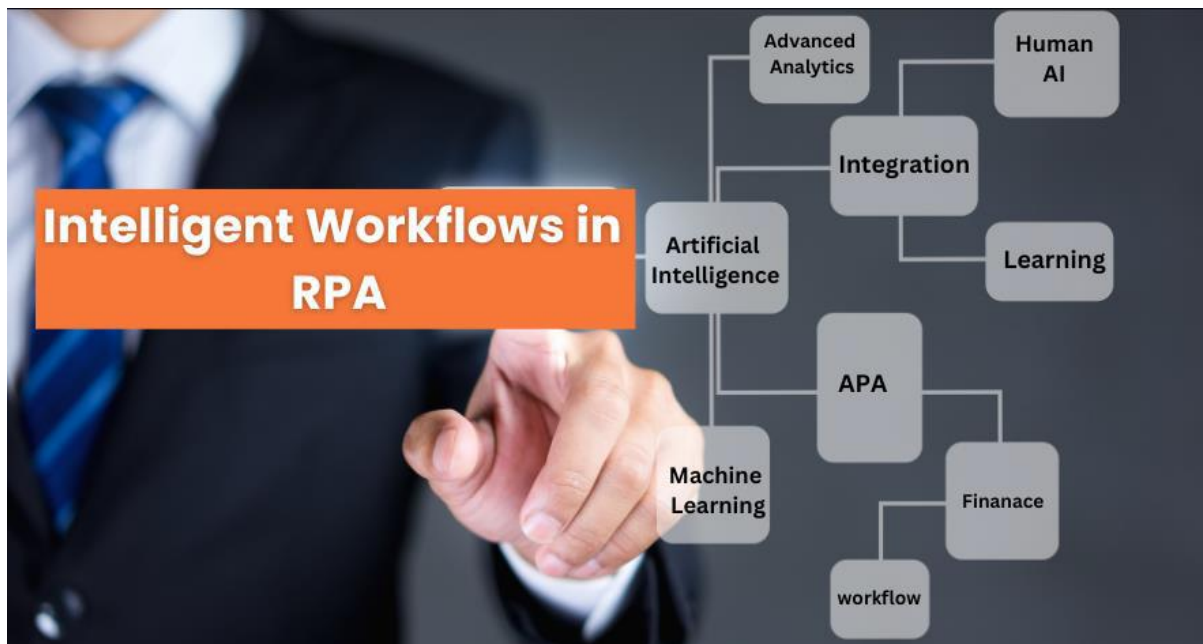 Intelligent Workflows in
RPA
Advanced
Analytics
Human
AI
Integration
Artificial
Intelligence
Learning
APA
Machine
Learning
Finanace
workflow